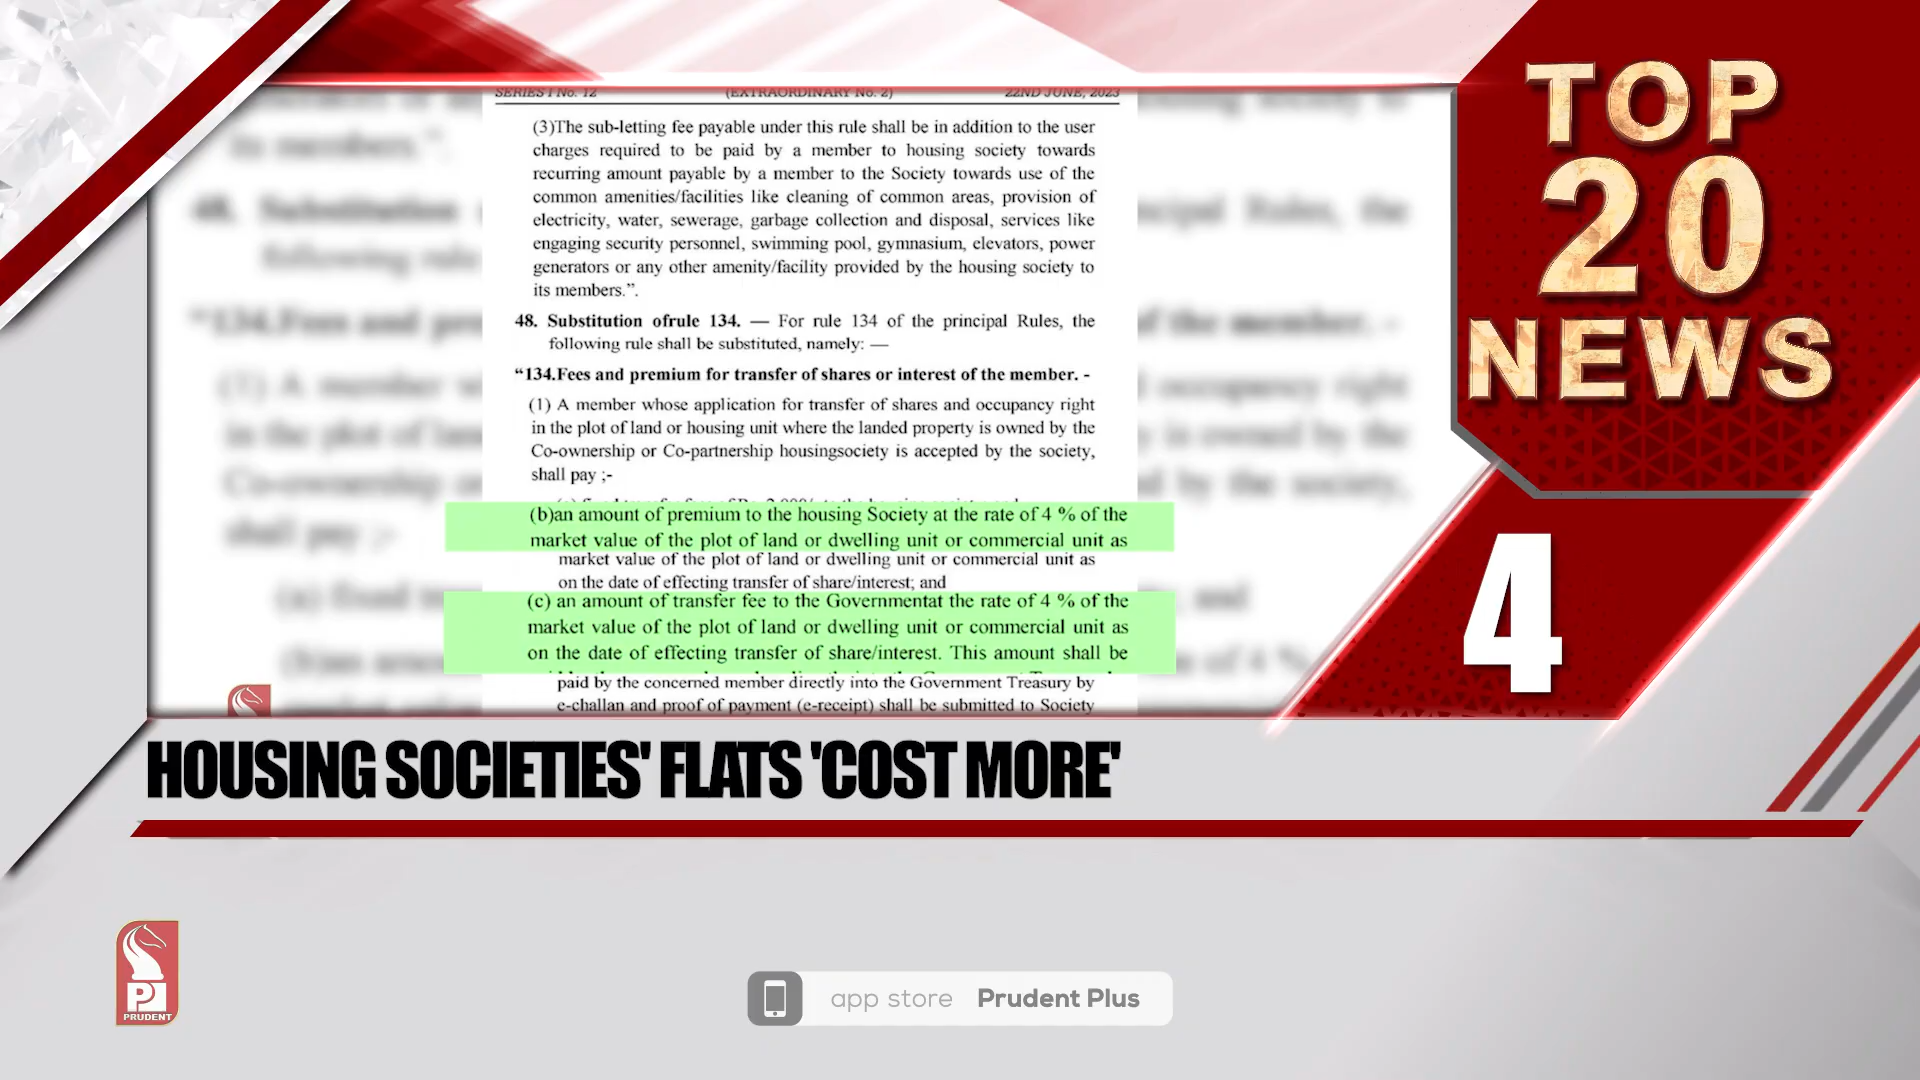 SERIES I No. 12 (EXTRAORDINARY No. 2) 22ND JUNE, 2023
(3)The sub-letting fee payable under this rule shall be in addition to the user
charges required to be paid by a member to housing society towards
recurring amount payable by a member to the Society towards use of the
common amenities/facilities like cleaning of common areas, provision of
electricity, water, sewerage, garbage collection and disposal, services like
engaging security personnel, swimming pool, gymnasium, elevators, power
generators or any other amenity/facility provided by the housing society to
its members.”.
48. Substitution ofrule 134. — For rule 134 of the principal Rules, the
following rule shall be substituted, namely: —
“134.Fees and premium for transfer of shares or interest of the member. -
(1) A member whose application for transfer of shares and occupancy right
in the plot of land or housing unit where the landed property is owned by the
Co-ownership or Co-partnership housingsociety is accepted by the society,
shall pay ;-
(b)an amount of premium to the housing Society at the rate of 4 % of the
market value of the plot of land or dwelling unit or commercial unit as
market value of the plot of land or dwelling unit or commercial unit as
on the date of effecting transfer of share/interest; and
(c) an amount of transfer fee to the Governmentat the rate of 4 % of the
market value of the plot of land or dwelling unit or commercial unit as
on the date of effecting transfer of share/interest. This amount shall be
paid by the concerned member directly into the Government Treasury by
e-challan and proof of payment (e-receipt) shall be submitted to Society
TOP
20
NEWS
4
HOUSING SOCIETIES' FLATS 'COST MORE'
P
PRUDENT
app store Prudent Plus